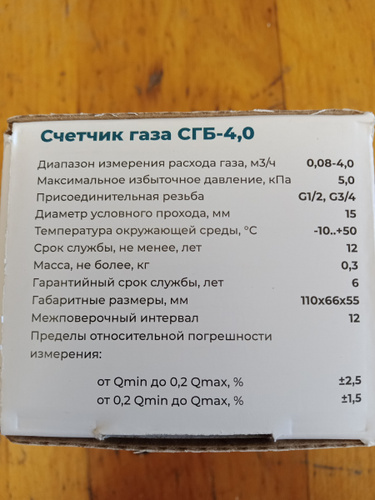 Счетчик газа СГБ-4,0
Диапазон измерения расхода газа, м3/ч 0,08-4,0
Максимальное избыточное давление, кПа 5,0
Присоединительная резьба G1/2, G3/4
Диаметр условного прохода, мм 15
Температура окружающей среды, °С -10..+50
Срок службы, не менее, лет 12
Масса, не более, кг 0,3
Гарантийный срок службы, лет 6
Габаритные размеры, мм 110х66х55
Межповерочный интервал 12
Пределы относительной погрешности
измерения:
от Qmin до 0,2 Qmax, % ±2,5
от 0,2 Qmin до Qmax, % ±1,5